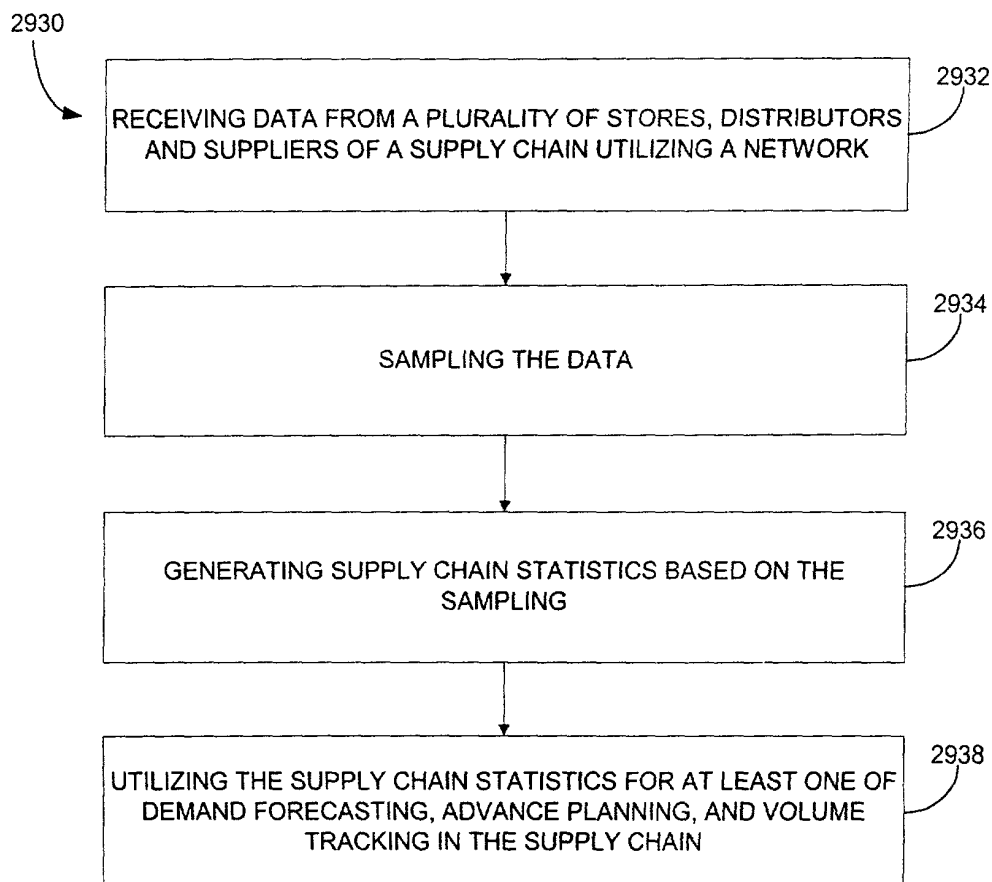 2930
2932
RECEIVING DATA FROM A PLURALITY OF STORES, DISTRIBUTORS
AND SUPPLIERS OF A SUPPLY CHAIN UTILIZING A NETWORK
2934
SAMPLING THE DATA
2936
GENERATING SUPPLY CHAIN STATISTICS BASED ON THE
SAMPLING
2938
UTILIZING THE SUPPLY CHAIN STATISTICS FOR AT LEAST ONE OF
DEMAND FORECASTING, ADVANCE PLANNING, AND VOLUME
TRACKING IN THE SUPPLY CHAIN